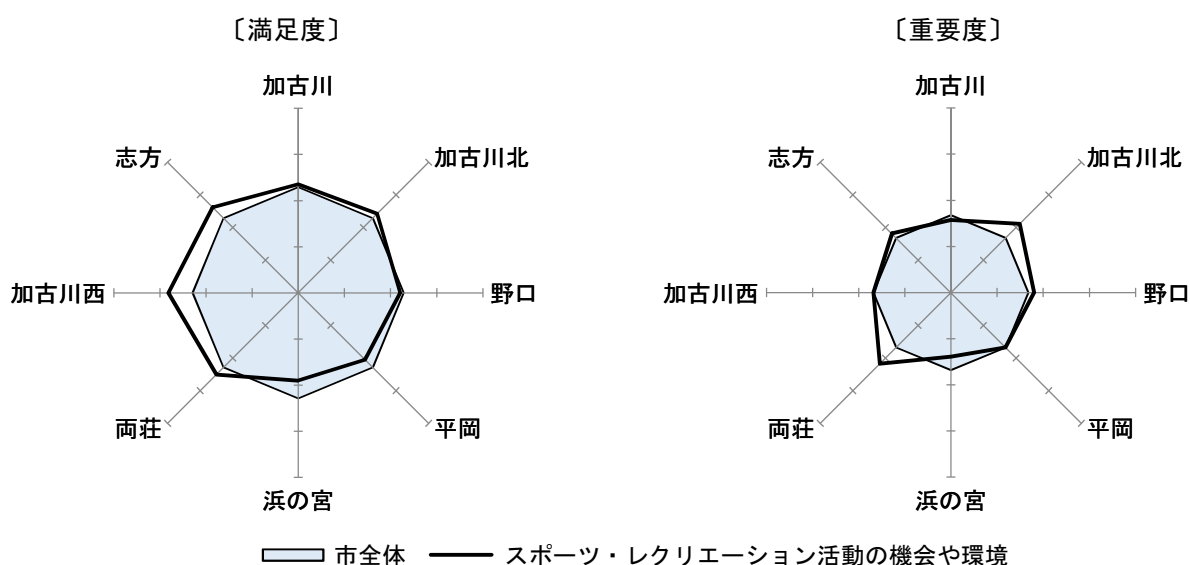 〔満足度〕
加古川
加古川北
野口
平岡
浜の宮
両荘
加古川西
志方
〔重要度〕
加古川
加古川北
野口
平岡
浜の宮
両荘
加古川西
志方
市全体
スポーツ・レクリエーション活動の機会や環境